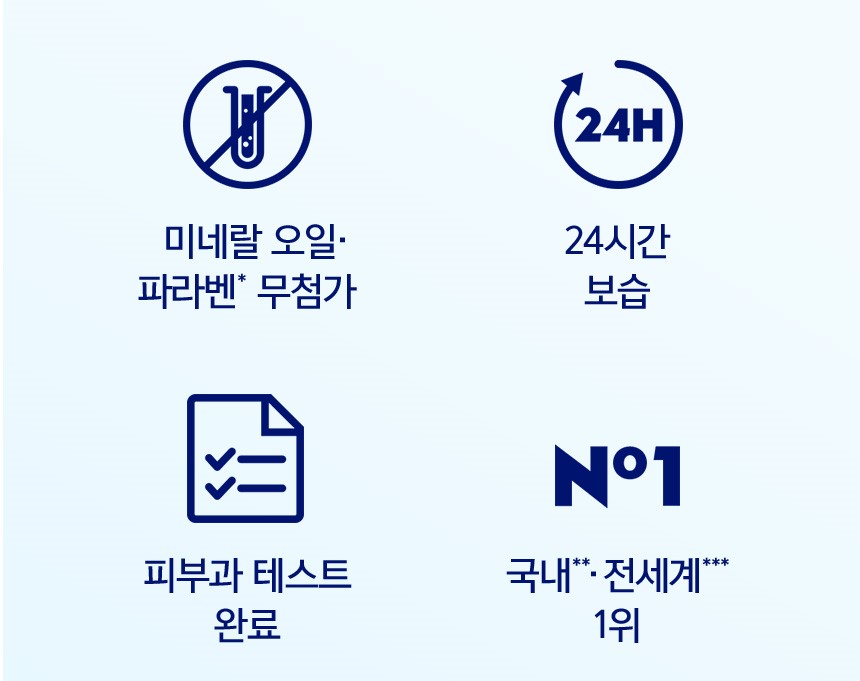 미네랄 오일·
파라벤* 무첨가
24H
24시간
보습
피부과 테스트
완료
Nº1
국내**· 전세계***
1위